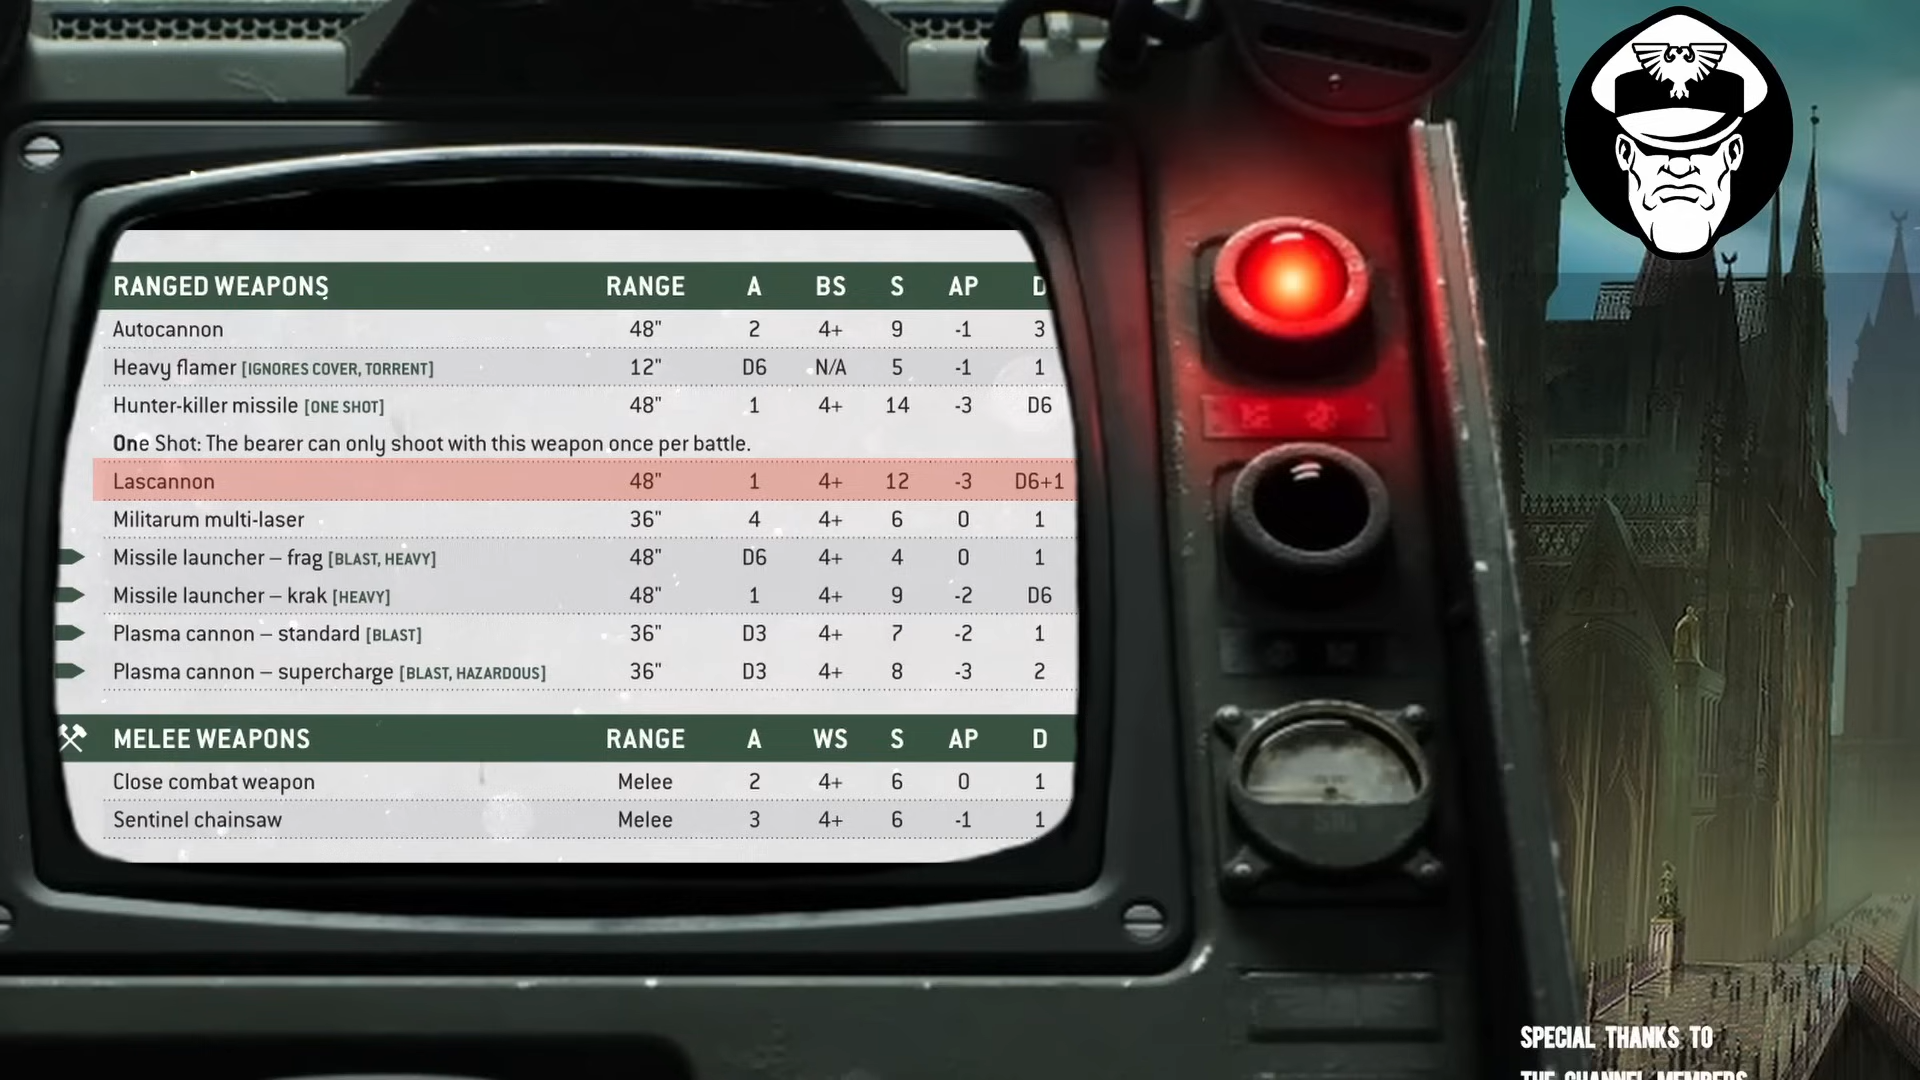 RANGED WEAPONS RANGE A BS S AP D
Autocannon 48" 2 4+ 9 -1 3
Heavy flamer [IGNORES COVER, TORRENT] 12" D6 N/A 5 -1 1
Hunter-killer missile [ONE SHOT] 48" 1 4+ 14 -3 D6
One Shot: The bearer can only shoot with this weapon once per battle.
Lascannon 48" 1 4+ 12 -3 D6+1
Militarum multi-laser 36" 4 4+ 6 0 1
Missile launcher – frag [BLAST, HEAVY] 48" D6 4+ 4 0 1
Missile launcher – krak [HEAVY] 48" 1 4+ 9 -2 D6
Plasma cannon – standard [BLAST] 36" D3 4+ 7 -2 1
Plasma cannon – supercharge [BLAST, HAZARDOUS] 36" D3 4+ 8 -3 2
MELEE WEAPONS RANGE A WS S AP D
Close combat weapon Melee 2 4+ 6 0 1
Sentinel chainsaw Melee 3 4+ 6 -1 1
SPECIAL THANKS TO
THE CHANNEL MEMBERS